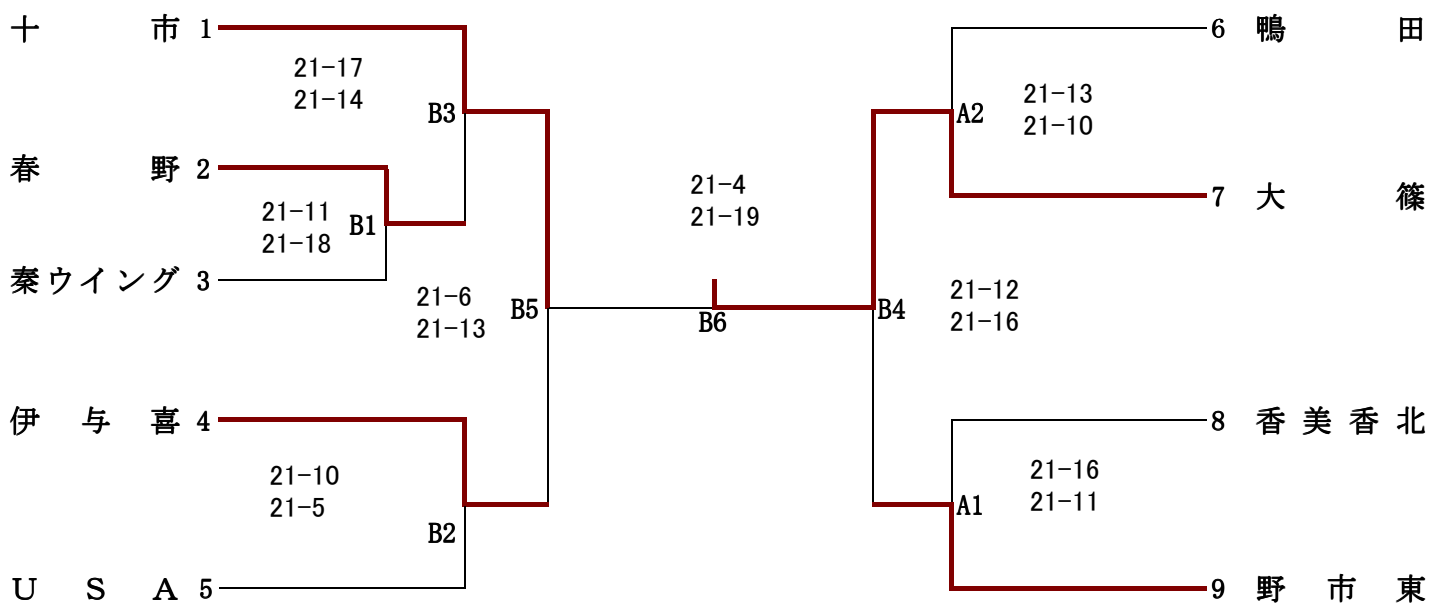 十市 1
21-17
21-14
B3
春野 2
21-11
21-18
B1
秦ウイング 3
21-6
21-13
B5
伊与喜 4
21-10
21-5
B2
USA 5
21-4
21-19
B6
6 鴨田
21-13
21-10
A2
7 大篠
B4
21-12
21-16
8 香美香北
21-16
21-11
A1
9 野市東